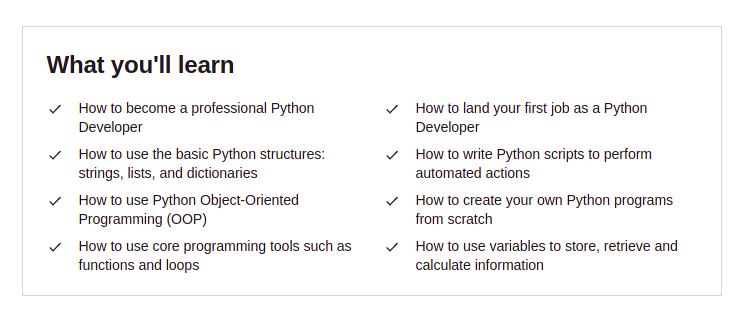 What you'll learn
How to become a professional Python
Developer
How to use the basic Python structures:
strings, lists, and dictionaries
How to use Python Object-Oriented
Programming (OOP)
How to use core programming tools such as
functions and loops
How to land your first job as a Python
Developer
How to write Python scripts to perform
automated actions
How to create your own Python programs
from scratch
How to use variables to store, retrieve and
calculate information